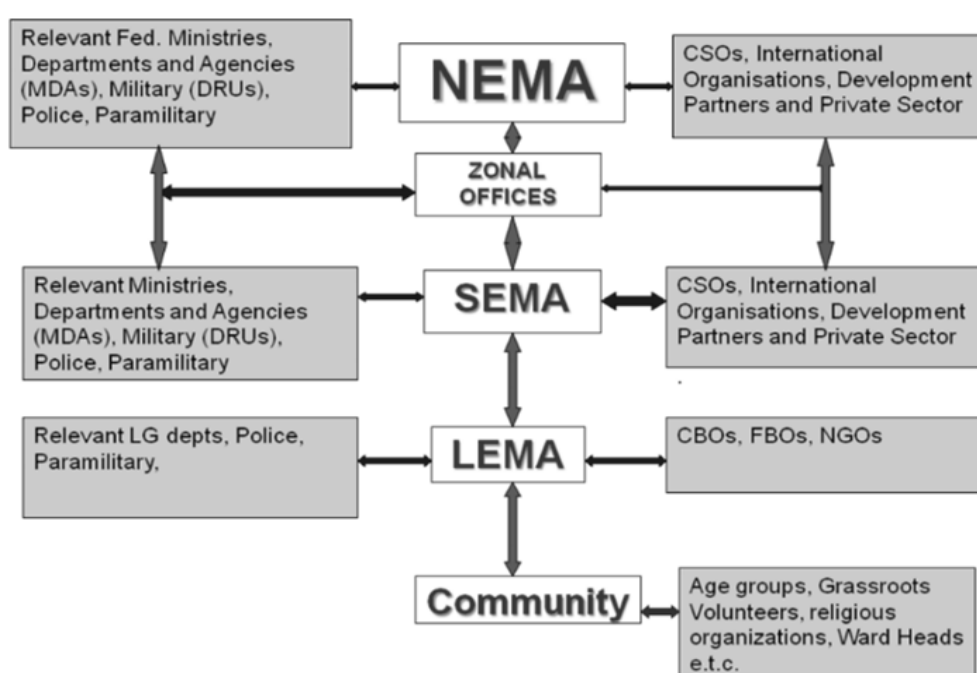 Relevant Fed. Ministries,
Departments and Agencies
(MDAs), Military (DRUs),
Police, Paramilitary
NEMA
CSOs, International
Organisations, Development
Partners and Private Sector
ZONAL
OFFICES
Relevant Ministries,
Departments and Agencies
(MDAs), Military (DRUs),
Police, Paramilitary
SEMA
CSOs, International
Organisations, Development
Partners and Private Sector
Relevant LG depts, Police,
Paramilitary,
LEMA
CBOs, FBOs, NGOs
Community
Age groups, Grassroots
Volunteers, religious
organizations, Ward Heads
e.t.c.